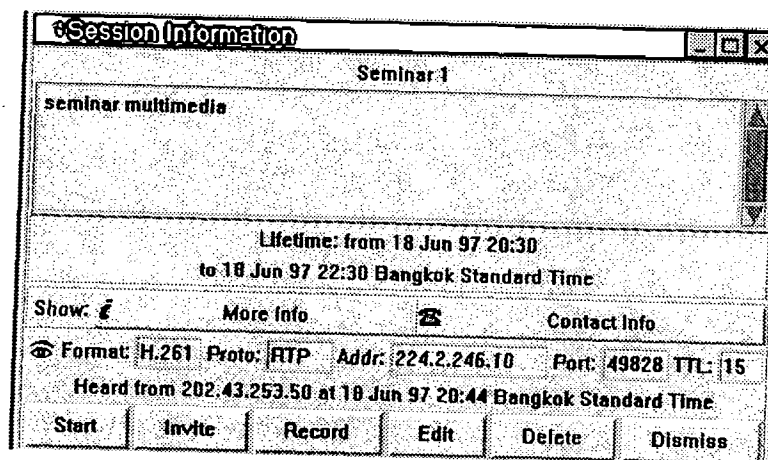 Session Information
Seminar 1
seminar multimedia
Lifetime: from 18 Jun 97 20:30
to 18 Jun 97 22:30 Bangkok Standard Time
Show: i More Info ☎ Contact Info
Format: H.261 Proto: RTP Addr: 224.2.246.10 Port: 49828 TTL: 15
Heard from 202.43.253.50 at 18 Jun 97 20:44 Bangkok Standard Time
Start Invite Record Edit Delete Dismiss